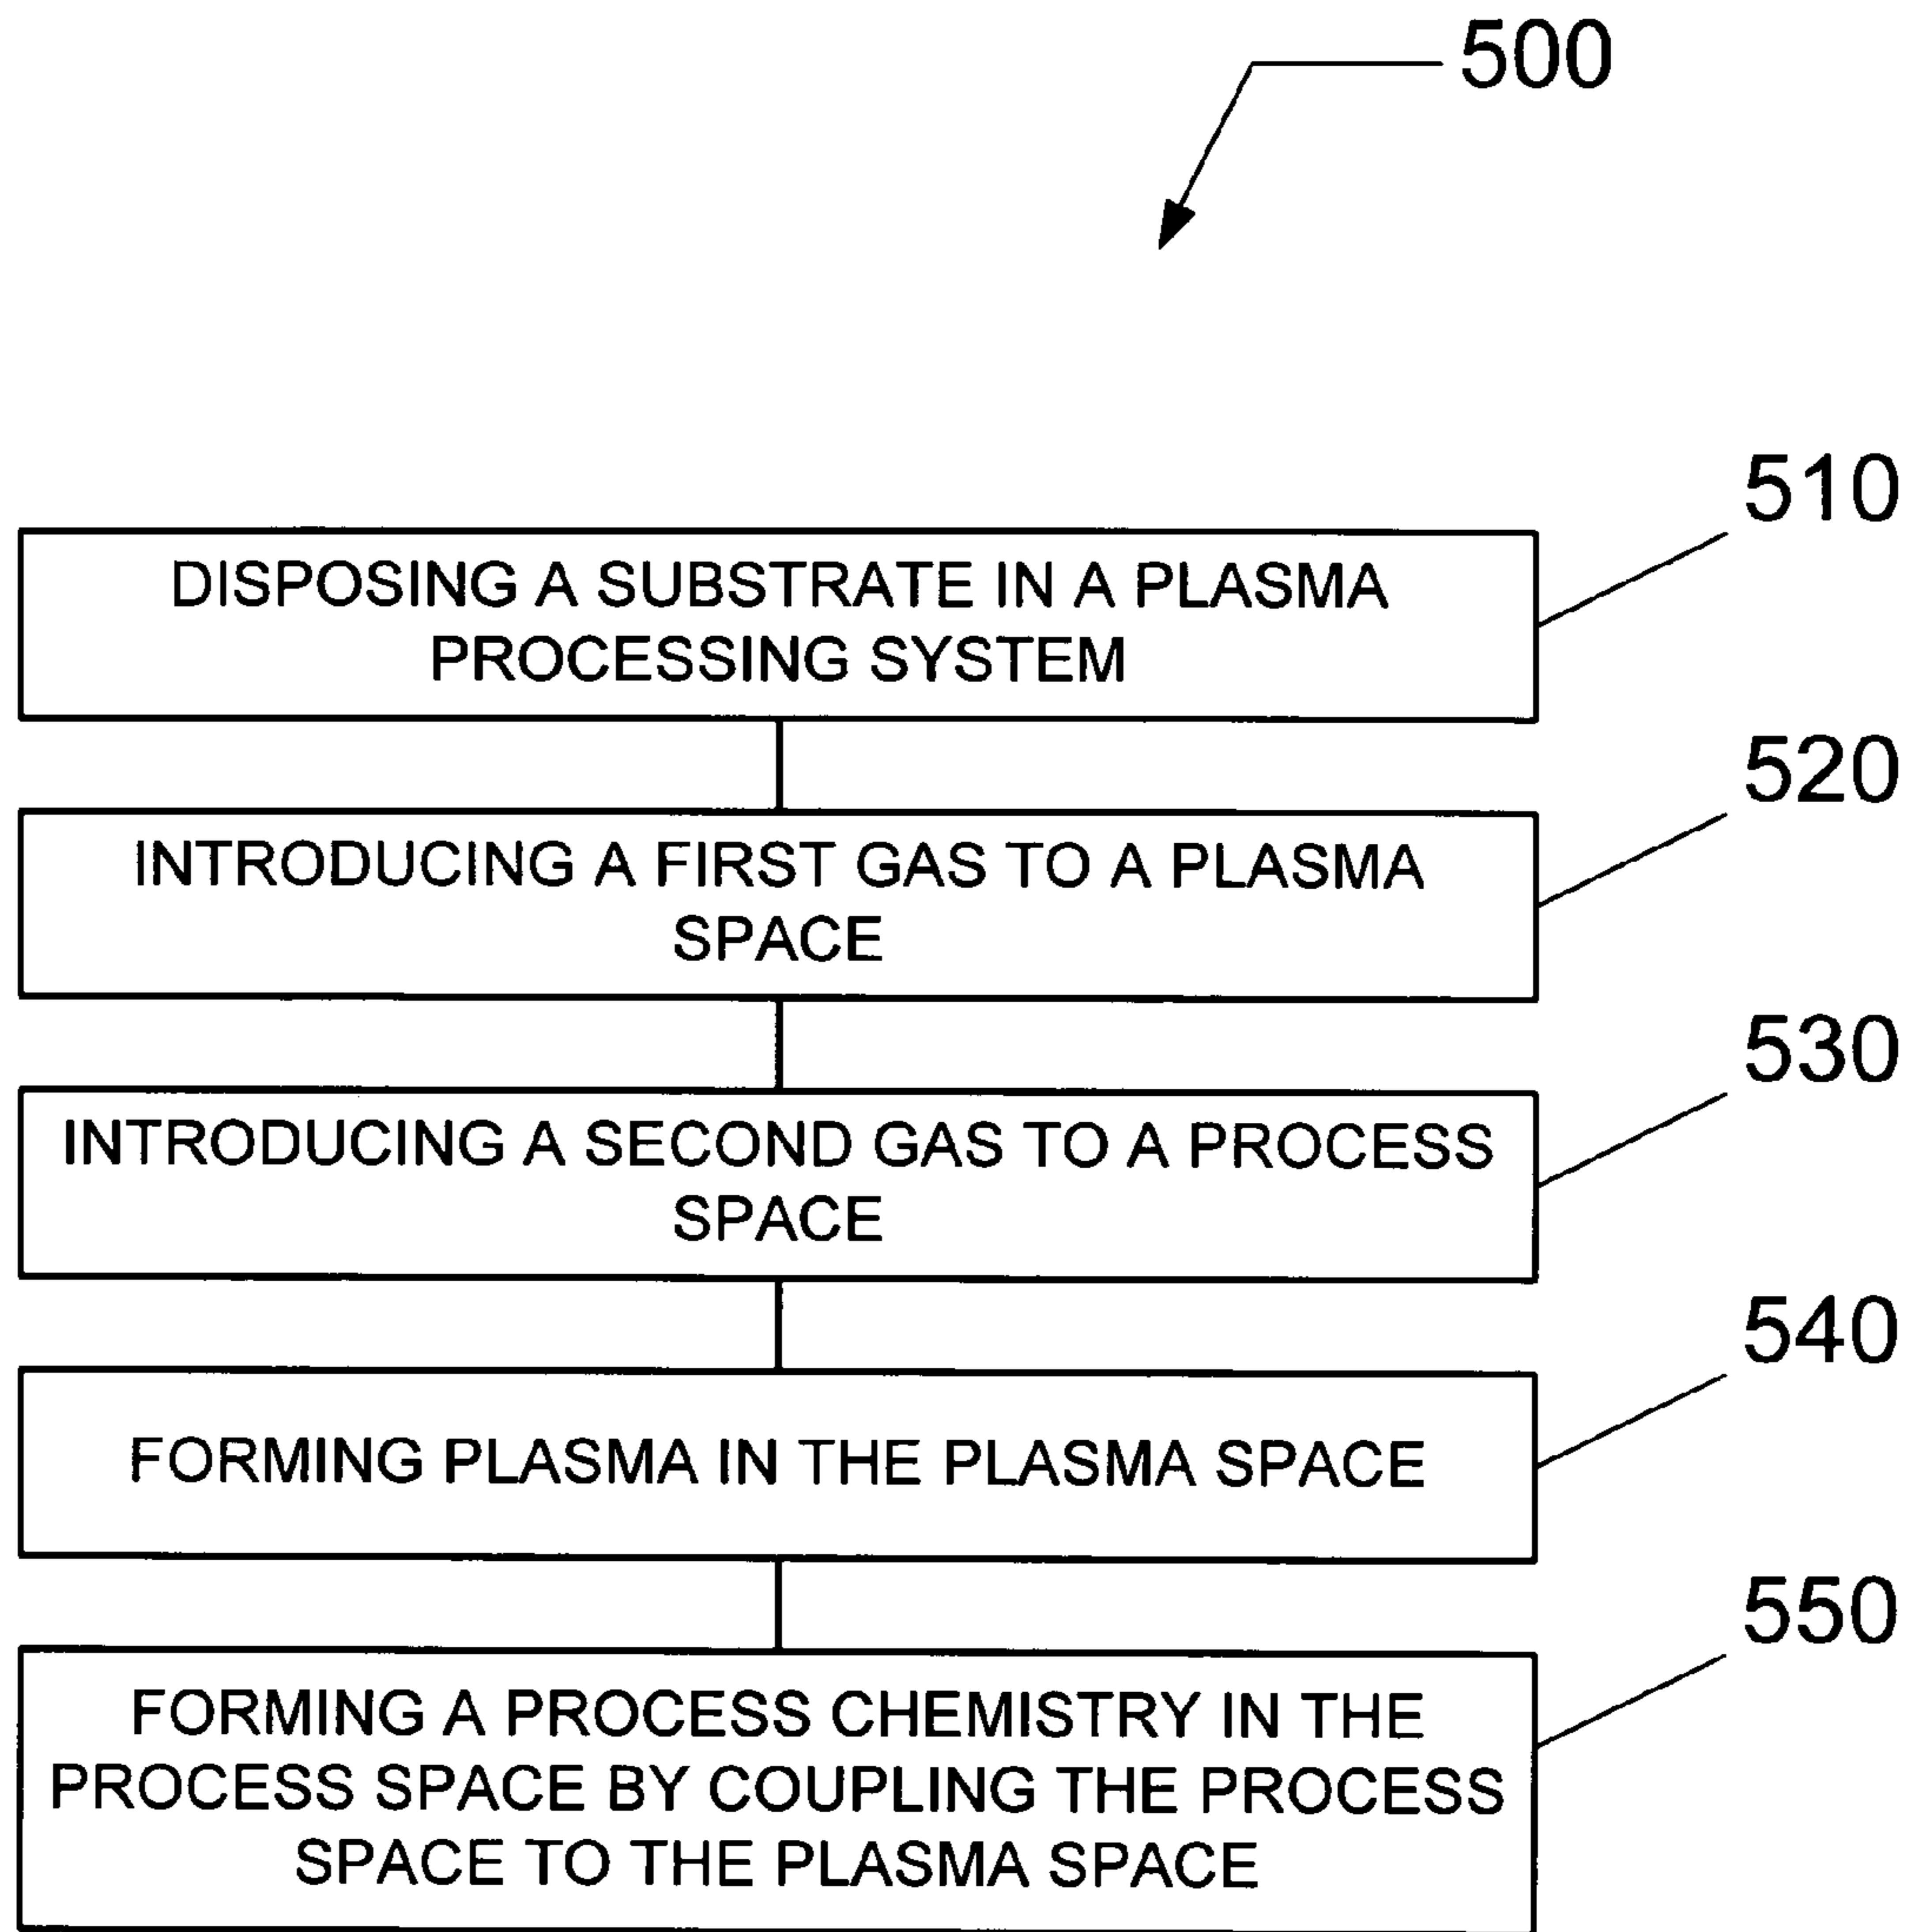 500
510
DISPOSING A SUBSTRATE IN A PLASMA
PROCESSING SYSTEM
520
INTRODUCING A FIRST GAS TO A PLASMA
SPACE
530
INTRODUCING A SECOND GAS TO A PROCESS
SPACE
540
FORMING PLASMA IN THE PLASMA SPACE
550
FORMING A PROCESS CHEMISTRY IN THE
PROCESS SPACE BY COUPLING THE PROCESS
SPACE TO THE PLASMA SPACE